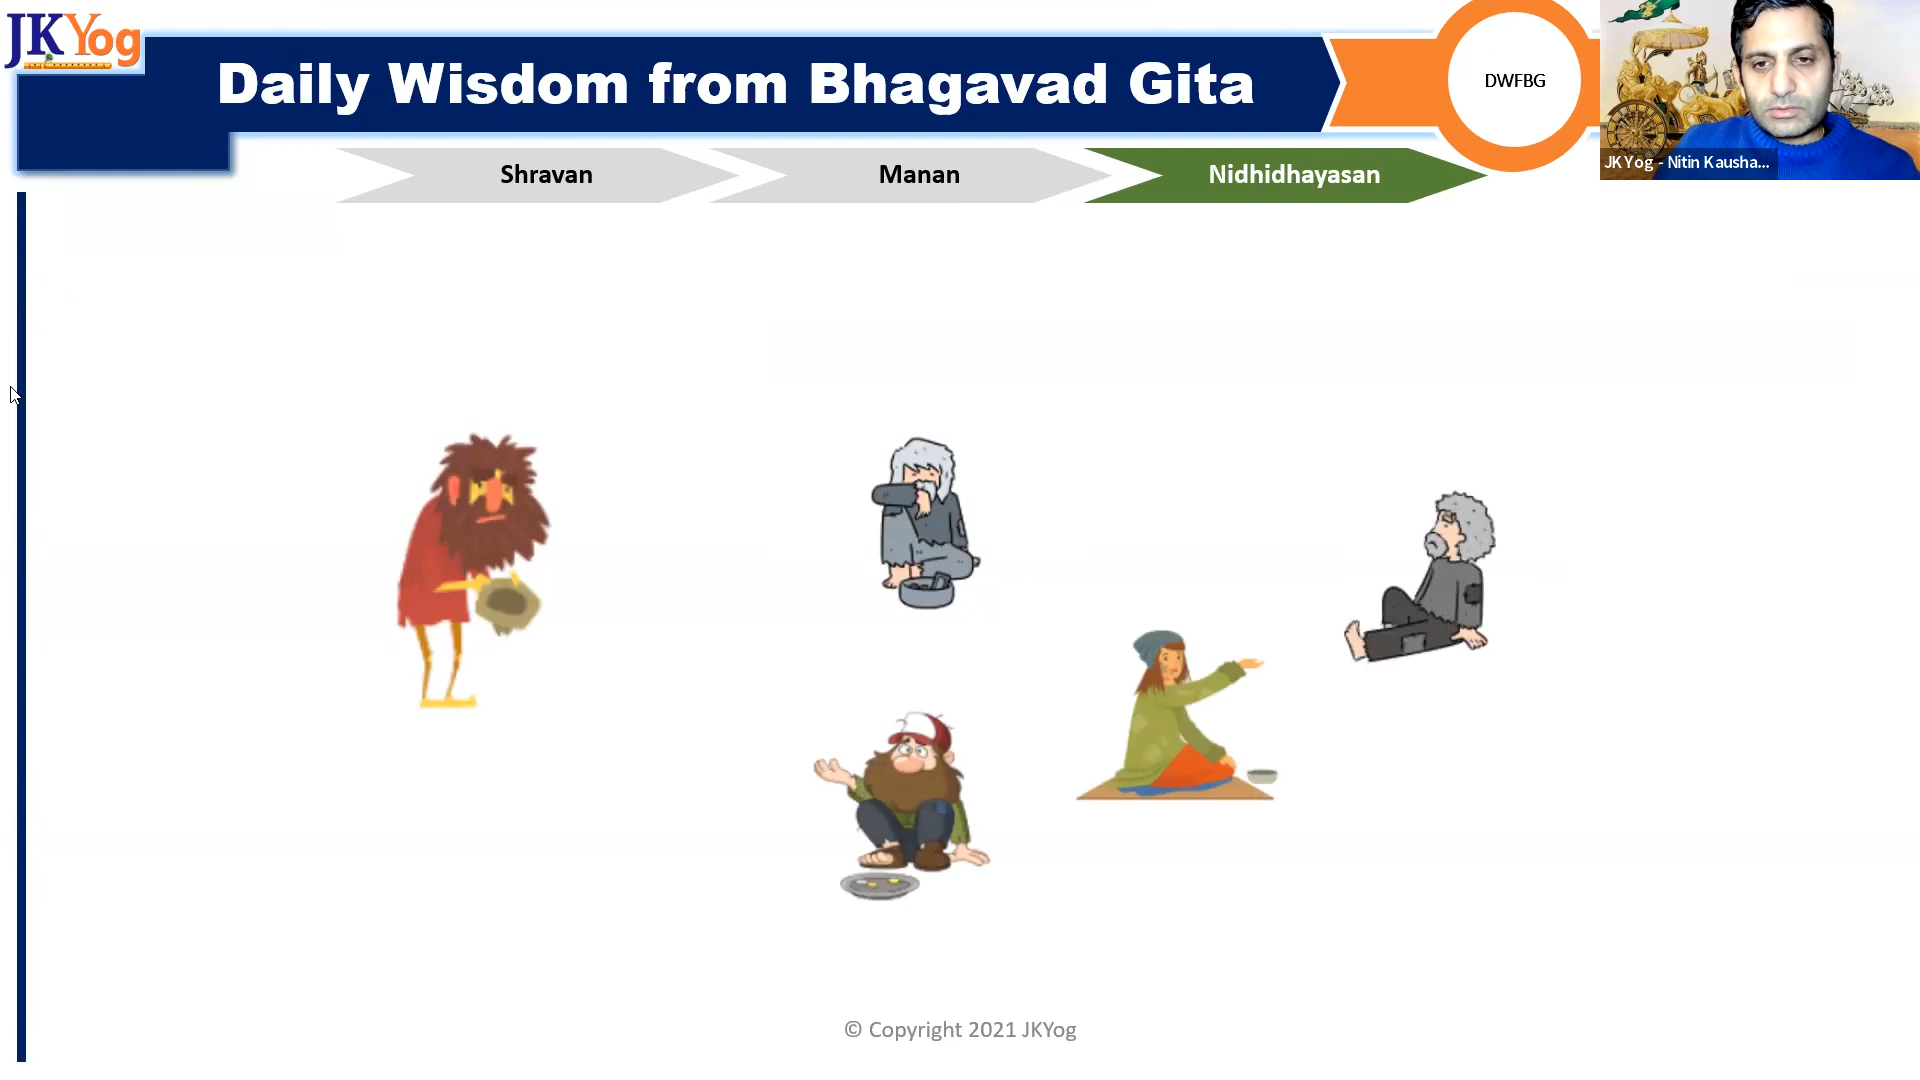 JKYog
Daily Wisdom from Bhagavad Gita
DWFBG
JK Yog - Nitin Kausha...
Shravan
Manan
Nidhidhayasan
© Copyright 2021 JKYog